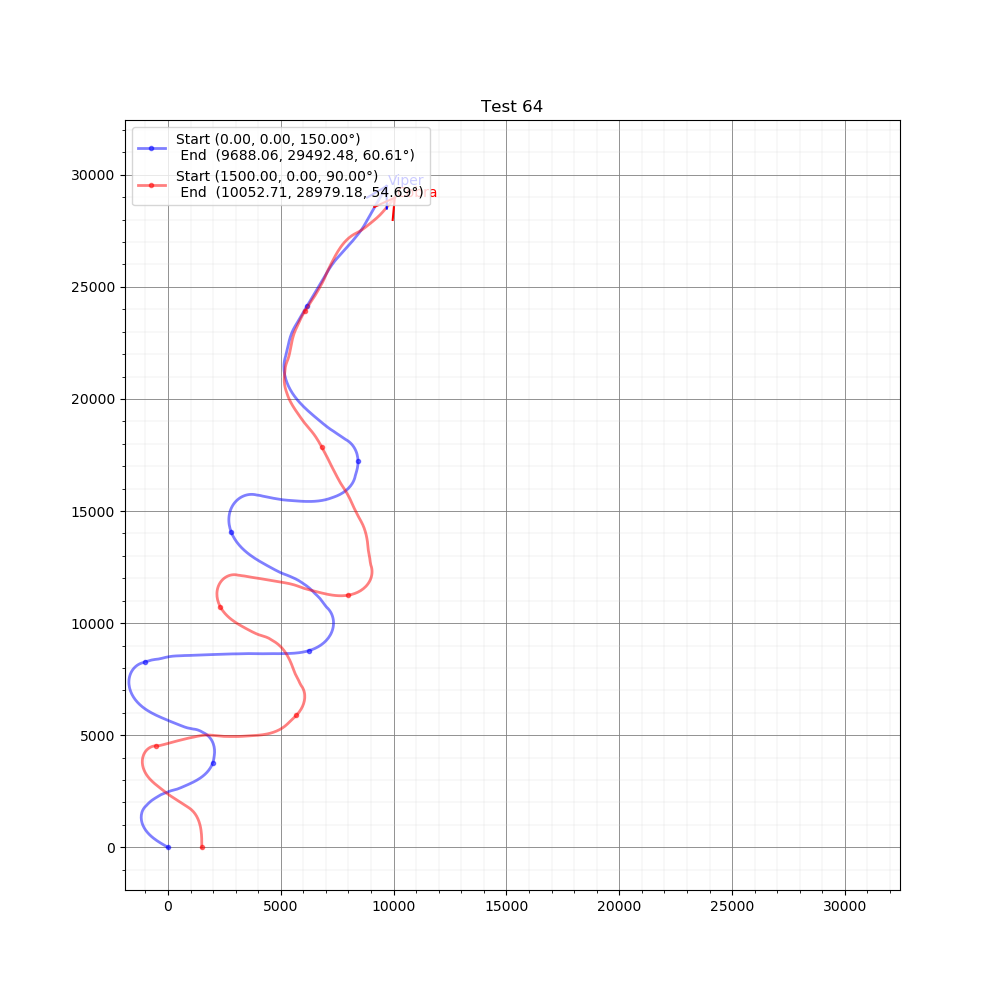 Test 64
Start (0.00, 0.00, 150.00°)
End (9688.06, 29492.48, 60.61°)
Start (1500.00, 0.00, 90.00°)
End (10052.71, 28979.18, 54.69°)
Viper
30000
25000
20000
15000
10000
5000
0
0 5000 10000 15000 20000 25000 30000